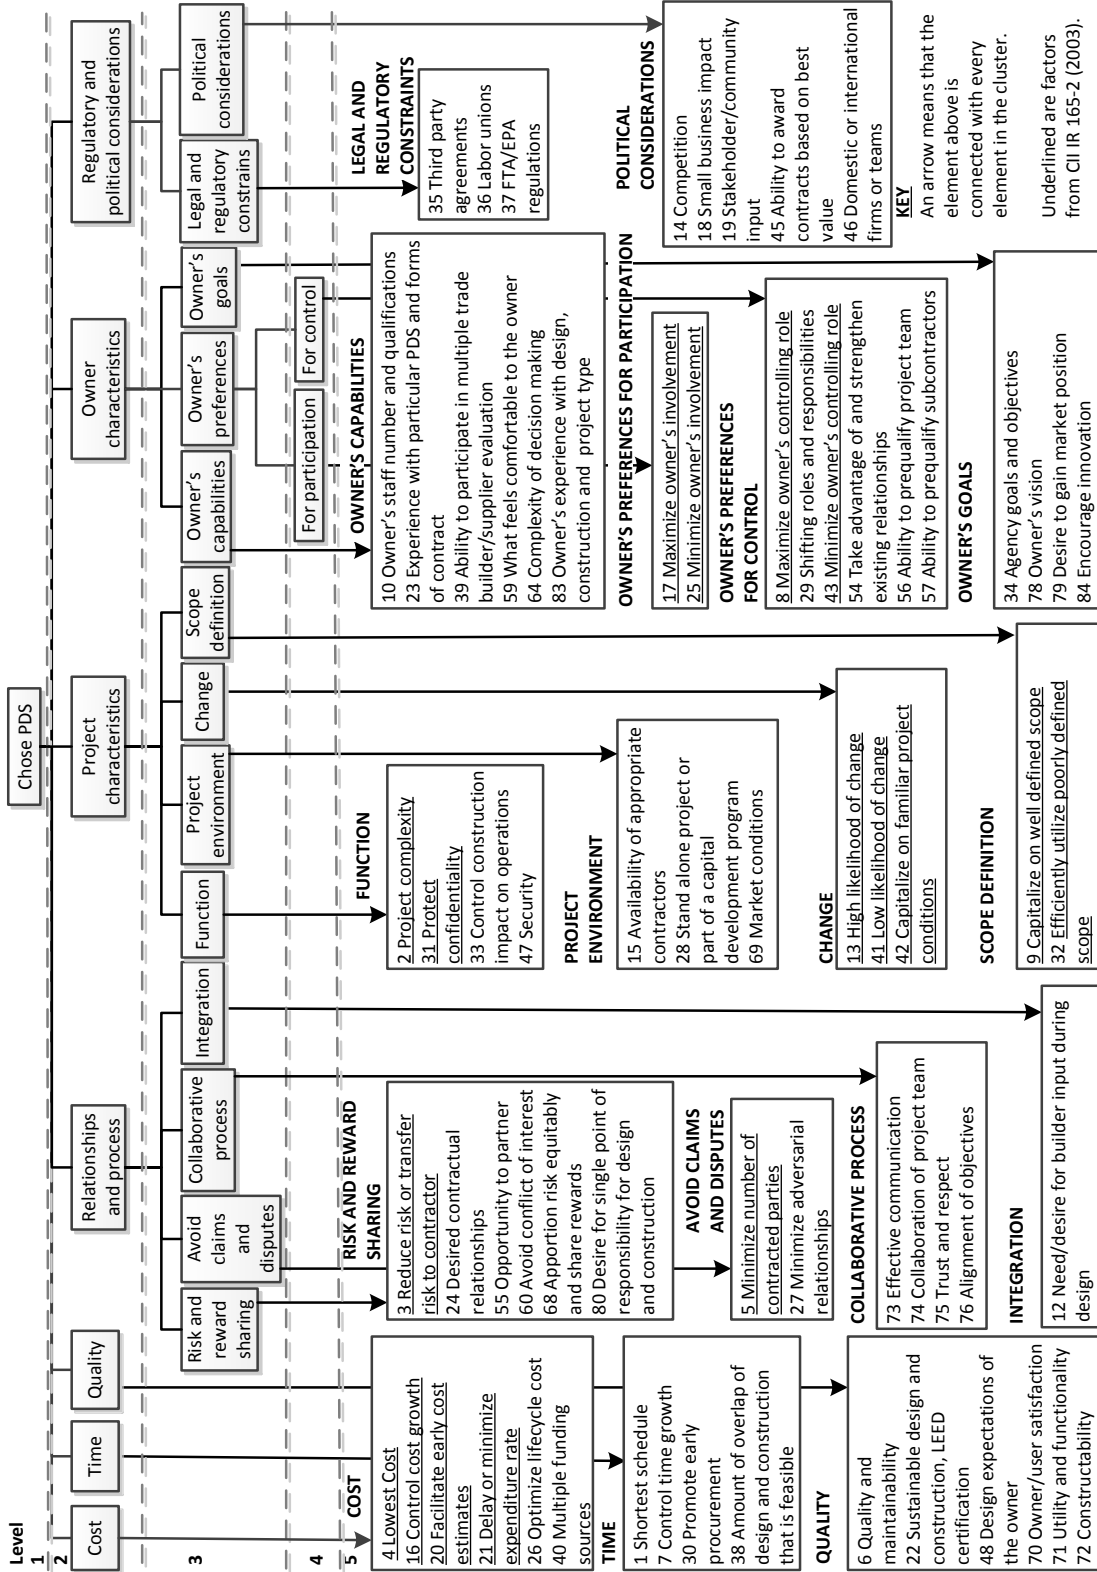 Level
1
2
3
4
5
Chose PDS
Cost
Time
Quality
Relationships
and process
Project
characteristics
Owner
characteristics
Regulatory and
political considerations
Risk and
reward
sharing
Avoid
claims
and
disputes
Collaborative
process
Integration
Function
Project
environment
Change
Scope
definition
Owner's
capabilities
Owner's
preferences
Owner's
goals
Legal and
regulatory
constrains
Political
considerations
For participation
For control
COST
4 Lowest Cost
16 Control cost growth
20 Facilitate early cost
estimates
21 Delay or minimize
expenditure rate
26 Optimize lifecycle cost
40 Multiple funding
sources
TIME
1 Shortest schedule
7 Control time growth
30 Promote early
procurement
38 Amount of overlap of
design and construction
that is feasible
QUALITY
6 Quality and
maintainability
22 Sustainable design and
construction, LEED
certification
48 Design expectations of
the owner
70 Owner/user satisfaction
71 Utility and functionality
72 Constructability
RISK AND REWARD
SHARING
3 Reduce risk or transfer
risk to contractor
24 Desired contractual
relationships
55 Opportunity to partner
60 Avoid conflict of interest
68 Apportion risk equitably
and share rewards
80 Desire for single point of
responsibility for design
and construction
AVOID CLAIMS
AND DISPUTES
5 Minimize number of
contracted parties
27 Minimize adversarial
relationships
COLLABORATIVE PROCESS
73 Effective communication
74 Collaboration of project team
75 Trust and respect
76 Alignment of objectives
INTEGRATION
12 Need/desire for builder input during
design
FUNCTION
2 Project complexity
31 Protect
confidentiality
33 Control construction
impact on operations
47 Security
PROJECT
ENVIRONMENT
15 Availability of appropriate
contractors
28 Stand alone project or
part of a capital
development program
69 Market conditions
CHANGE
13 High likelihood of change
41 Low likelihood of change
42 Capitalize on familiar project
conditions
SCOPE DEFINITION
9 Capitalize on well defined scope
32 Efficiently utilize poorly defined
scope
OWNER'S CAPABILITIES
10 Owner's staff number and qualifications
23 Experience with particular PDS and forms
of contract
39 Ability to participate in multiple trade
builder/supplier evaluation
59 What feels comfortable to the owner
64 Complexity of decision making
83 Owner's experience with design,
construction and project type
OWNER'S PREFERENCES FOR PARTICIPATION
17 Maximize owner's involvement
25 Minimize owner's involvement
OWNER'S PREFERENCES
FOR CONTROL
8 Maximize owner's controlling role
29 Shifting roles and responsibilities
43 Minimize owner's controlling role
54 Take advantage of and strengthen
existing relationships
56 Ability to prequalify project team
57 Ability to prequalify subcontractors
OWNER'S GOALS
34 Agency goals and objectives
78 Owner's vision
79 Desire to gain market position
84 Encourage innovation
LEGAL AND
REGULATORY
CONSTRAINTS
35 Third party
agreements
36 Labor unions
37 FTA/EPA
regulations
POLITICAL
CONSIDERATIONS
14 Competition
18 Small business impact
19 Stakeholder/community
input
45 Ability to award
contracts based on best
value
46 Domestic or international
firms or teams
KEY
An arrow means that the
element above is
connected with every
element in the cluster.
Underlined are factors
from CII IR 165-2 (2003).